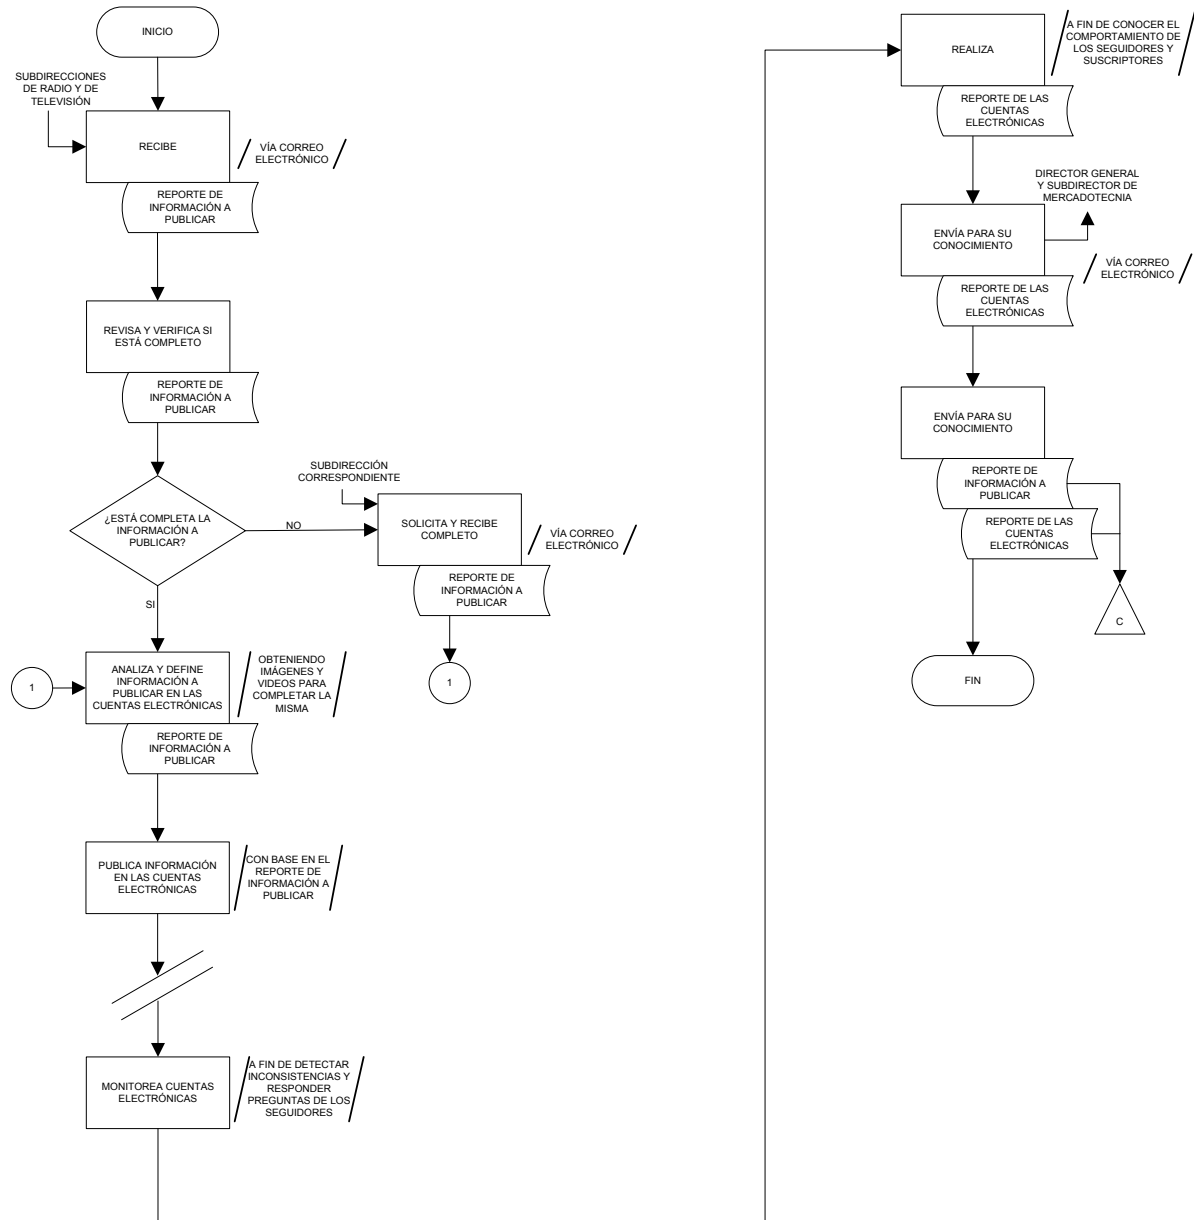 INICIO
SUBDIRECCIONES
DE RADIO Y DE
TELEVISIÓN
RECIBE
VÍA CORREO
ELECTRÓNICO
REPORTE DE
INFORMACIÓN A
PUBLICAR
REVISA Y VERIFICA SI
ESTÁ COMPLETO
REPORTE DE
INFORMACIÓN A
PUBLICAR
¿ESTÁ COMPLETA LA
INFORMACIÓN A
PUBLICAR?
NO
SI
SUBDIRECCIÓN
CORRESPONDIENTE
SOLICITA Y RECIBE
COMPLETO
VÍA CORREO
ELECTRÓNICO
REPORTE DE
INFORMACIÓN A
PUBLICAR
1
1
ANALIZA Y DEFINE
INFORMACIÓN A
PUBLICAR EN LAS
CUENTAS ELECTRÓNICAS
OBTENIENDO
IMÁGENES Y
VIDEOS PARA
COMPLETAR LA
MISMA
REPORTE DE
INFORMACIÓN A
PUBLICAR
PUBLICA INFORMACIÓN
EN LAS CUENTAS
ELECTRÓNICAS
CON BASE EN EL
REPORTE DE
INFORMACIÓN A
PUBLICAR
MONITOREA CUENTAS
ELECTRÓNICAS
A FIN DE DETECTAR
INCONSISTENCIAS Y
RESPONDER
PREGUNTAS DE LOS
SEGUIDORES
REALIZA
A FIN DE CONOCER EL
COMPORTAMIENTO DE
LOS SEGUIDORES Y
SUSCRIPTORES
REPORTE DE LAS
CUENTAS
ELECTRÓNICAS
DIRECTOR GENERAL
Y SUBDIRECTOR DE
MERCADOTECNIA
ENVÍA PARA SU
CONOCIMIENTO
VÍA CORREO
ELECTRÓNICO
REPORTE DE LAS
CUENTAS
ELECTRÓNICAS
ENVÍA PARA SU
CONOCIMIENTO
REPORTE DE
INFORMACIÓN A
PUBLICAR
REPORTE DE LAS
CUENTAS
ELECTRÓNICAS
C
FIN